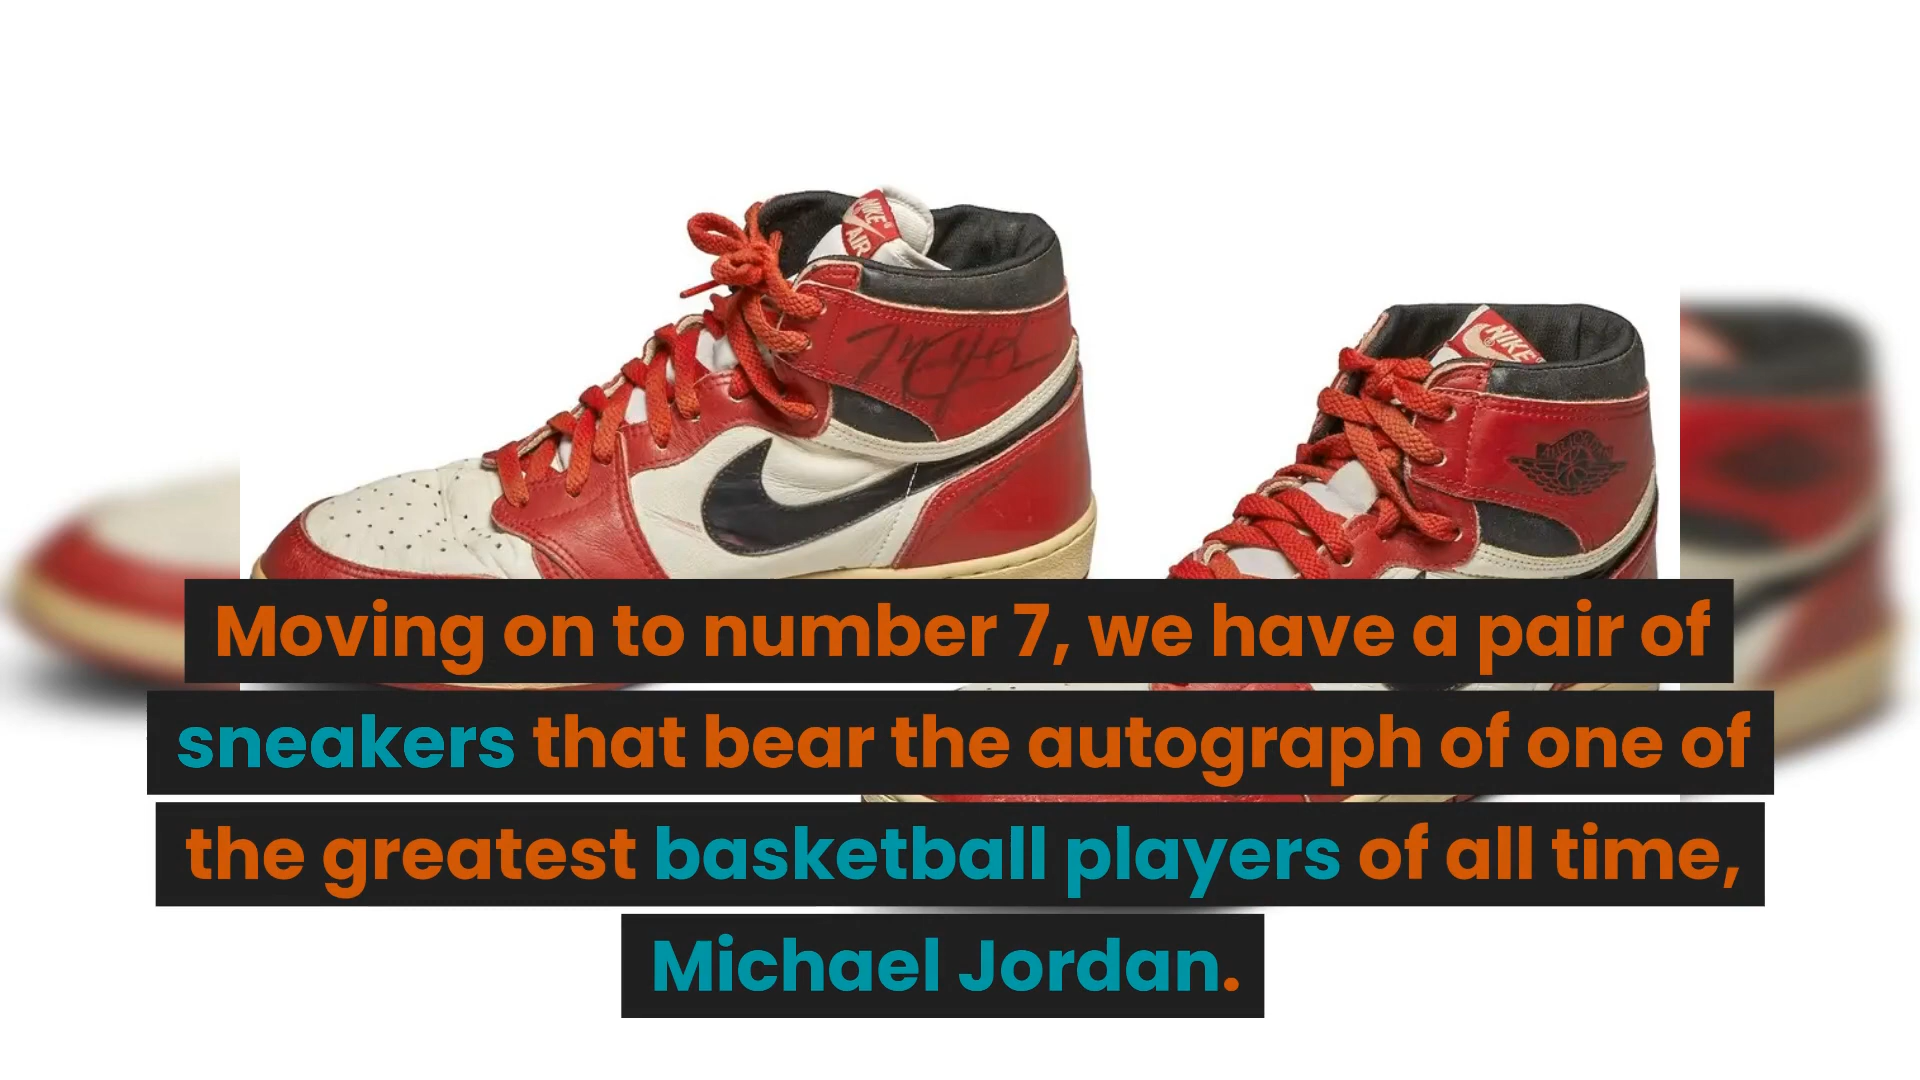 NIKE
AIR
NIKE
Moving on to number 7, we have a pair of
sneakers that bear the autograph of one of
the greatest basketball players of all time,
Michael Jordan.